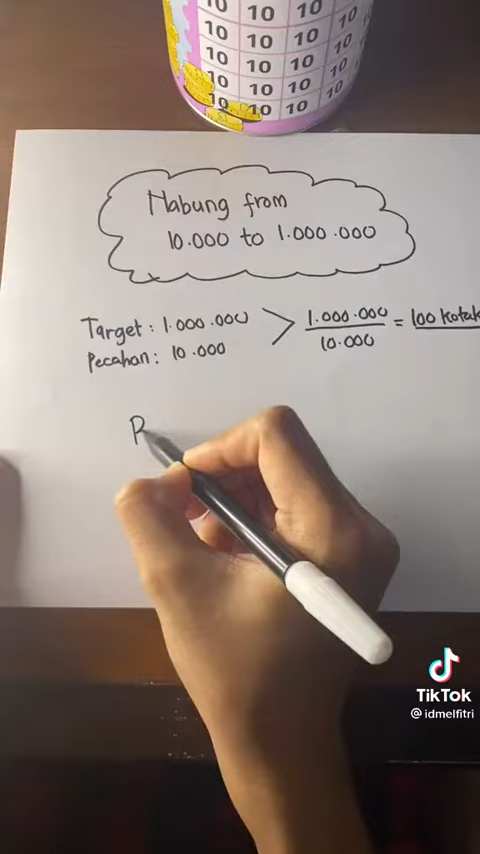 10 10 10 10
10 10 10 10
10 10 10 10
10 10 10 10
10 10 10
Nabung from
10.000 to 1.000.000
Target : 1.000.000
Pecahan : 10.000
> 1.000.000
10.000
= 100 Kotak
P
TikTok
@idmelfitri